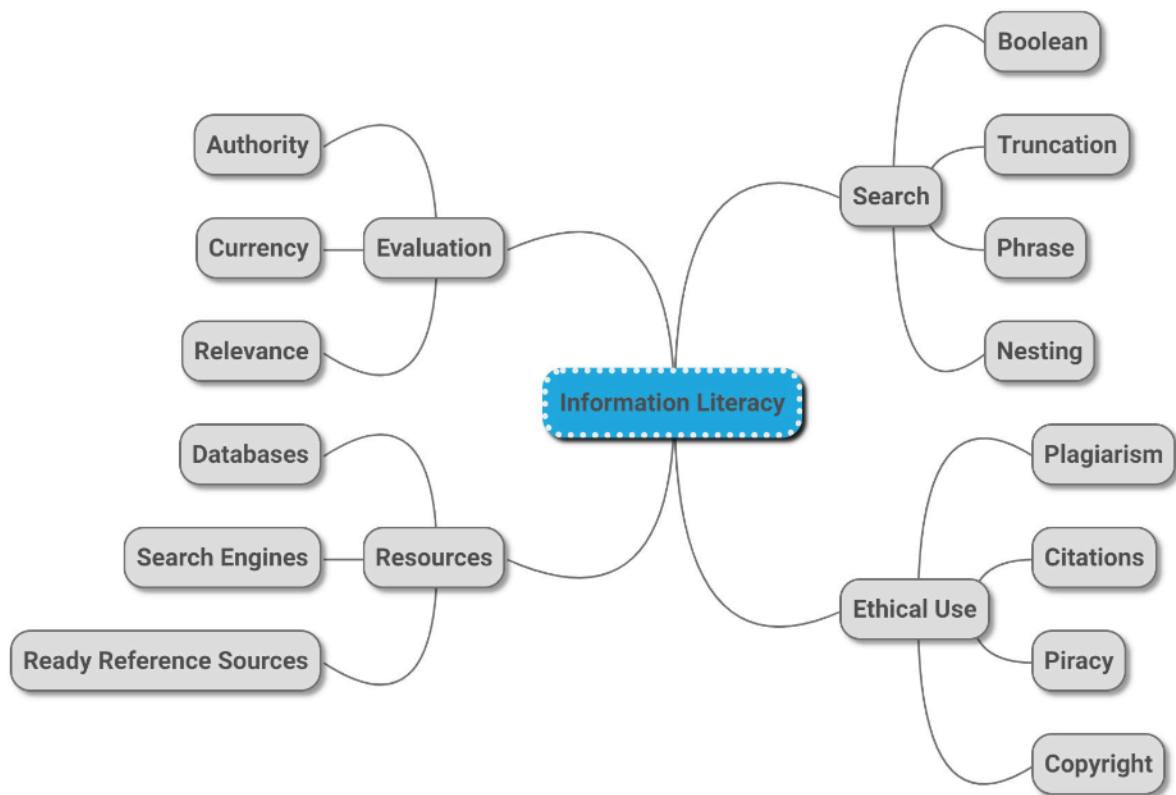 Information Literacy
Evaluation
Authority
Currency
Relevance
Resources
Databases
Search Engines
Ready Reference Sources
Search
Boolean
Truncation
Phrase
Nesting
Ethical Use
Plagiarism
Citations
Piracy
Copyright